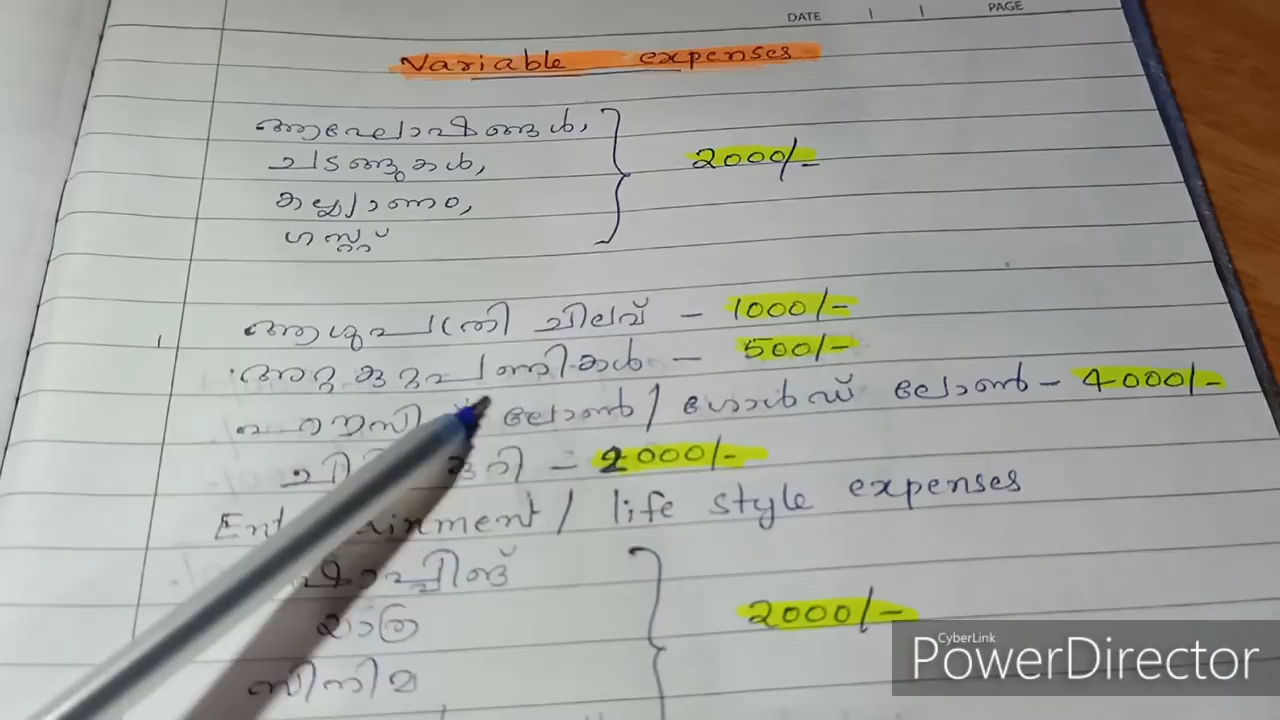 DATE | | PAGE
Variable expenses
ആഘോഷങ്ങൾ,
ചടങ്ങുകൾ, 2000/-
കല്ല്യാണം,
ഗസ്റ്റ്
ആശുപത്രി ചിലവ് - 1000/-
അറ്റകുറ്റപ്പണികൾ - 500/-
ലോൺ / ഗോൾഡ് ലോൺ - 4000/-
- 2000/-
/ life style expenses
ഷോപ്പിങ്ങ്
യാത്ര 2000/-
സിനിമ
CyberLink
PowerDirector